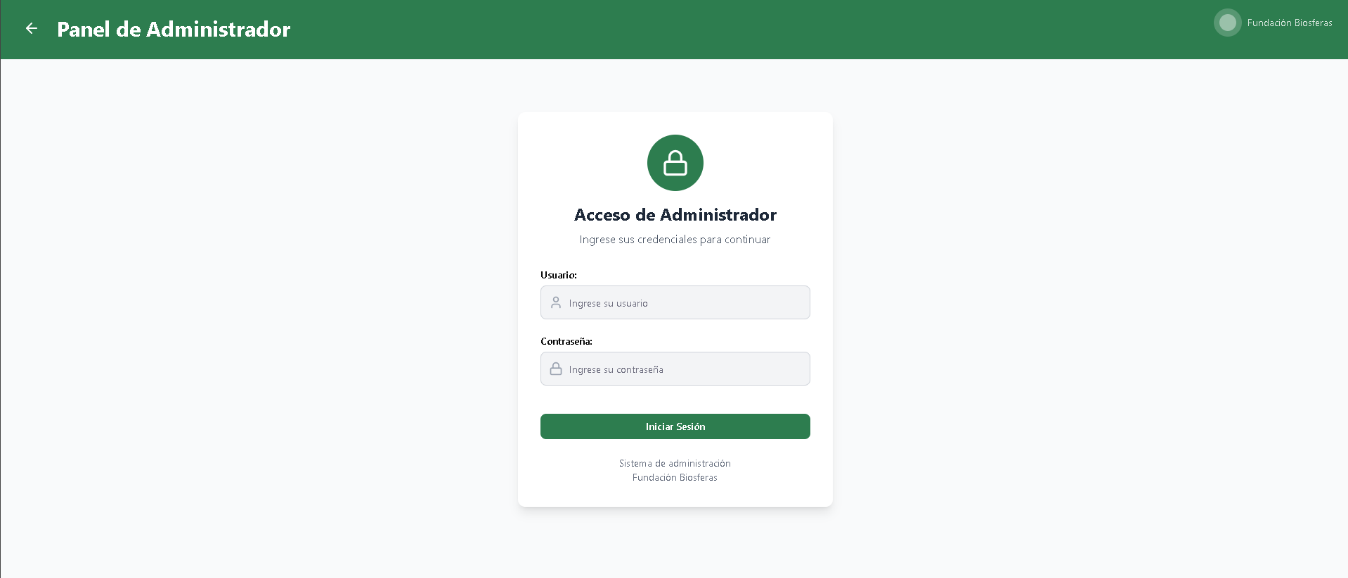 Panel de Administrador
Fundación Biosferas
Acceso de Administrador
Ingrese sus credenciales para continuar
Usuario:
Ingrese su usuario
Contraseña:
Ingrese su contraseña
Iniciar Sesión
Sistema de administración
Fundación Biosferas